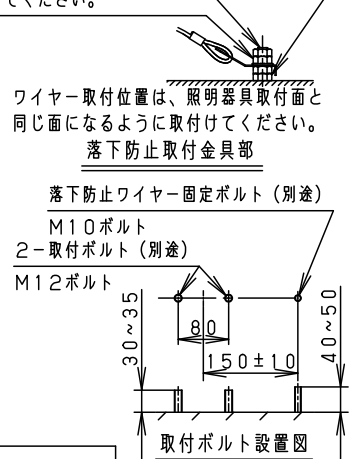 てください。
ワイヤー取付位置は、照明器具取付面と
同じ面になるように取付けてください。
落下防止取付金具部
落下防止ワイヤー固定ボルト（別途）
M10ボルト
2－取付ボルト（別途）
M12ボルト
80
150±10
30~35
40~50
取付ボルト設置図